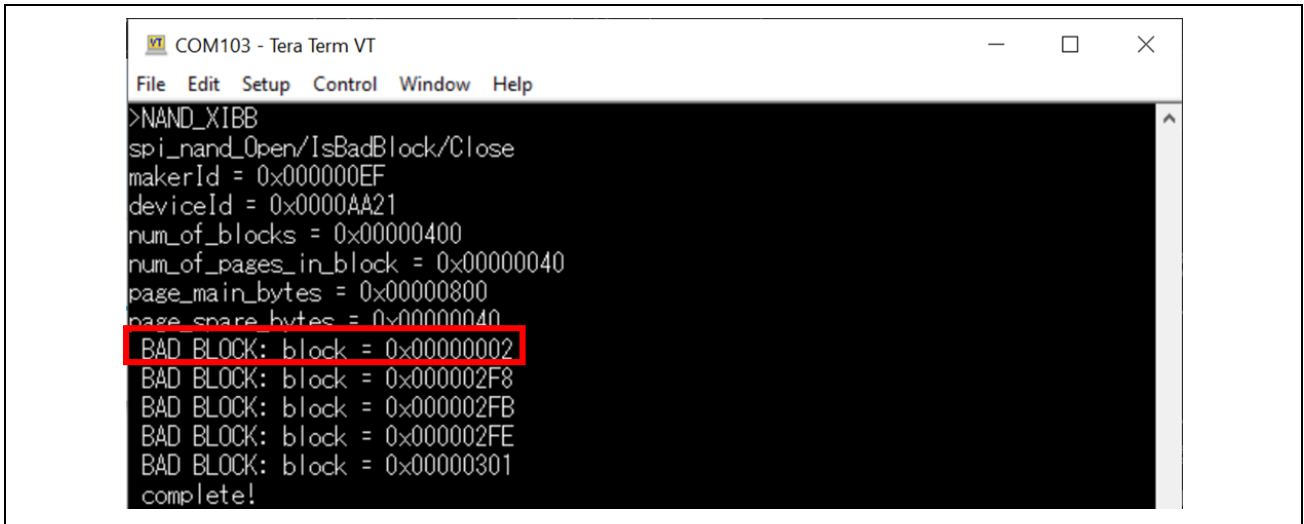 COM103 - Tera Term VT
File Edit Setup Control Window Help
>NAND_XIBB
spi_nand_Open/IsBadBlock/Close
makerId = 0x000000EF
deviceId = 0x0000AA21
num_of_blocks = 0x00000400
num_of_pages_in_block = 0x00000040
page_main_bytes = 0x00000800
page_spare_bytes = 0x00000040
BAD BLOCK: block = 0x00000002
BAD BLOCK: block = 0x000002F8
BAD BLOCK: block = 0x000002FB
BAD BLOCK: block = 0x000002FE
BAD BLOCK: block = 0x00000301
complete!